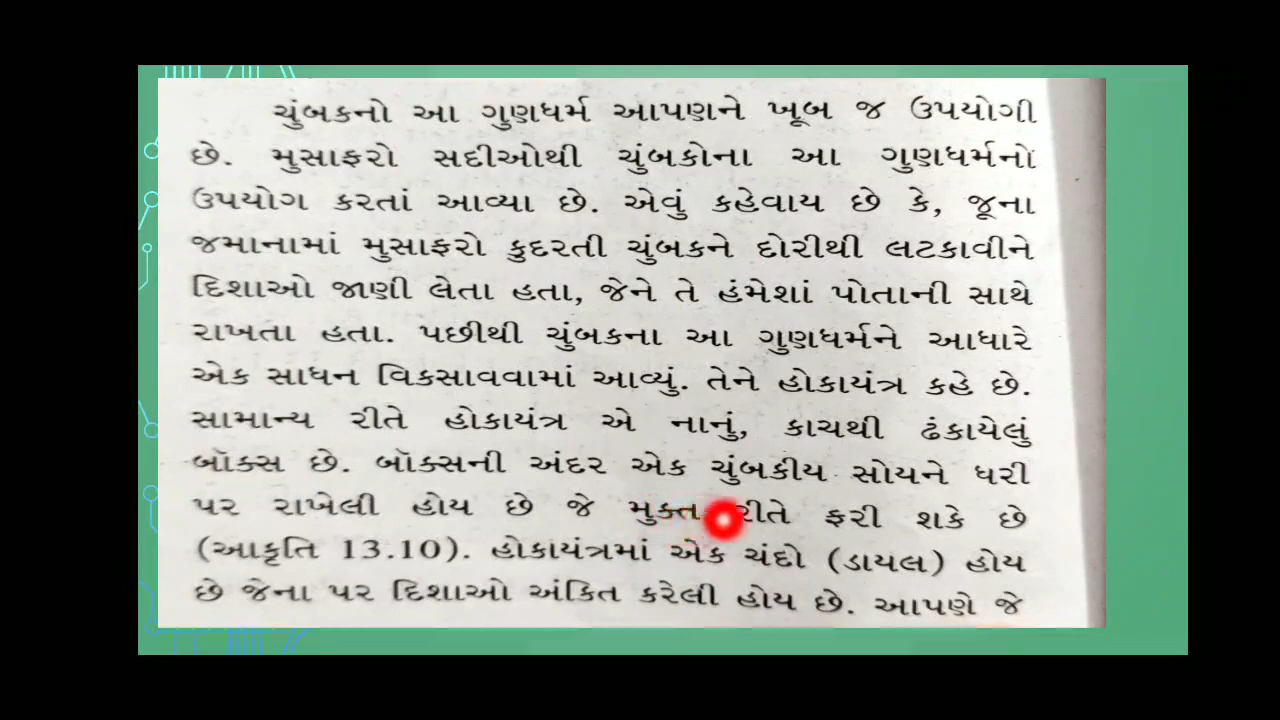 ચુંબકનો આ ગુણધર્મ આપણને ખૂબ જ ઉપયોગી
છે. મુસાફરો સદીઓથી ચુંબકોના આ ગુણધર્મનો
ઉપયોગ કરતાં આવ્યા છે. એવું કહેવાય છે કે, જૂના
જમાનામાં મુસાફરો કુદરતી ચુંબકને દોરીથી લટકાવીને
દિશાઓ જાણી લેતા હતા, જેને તે હંમેશાં પોતાની સાથે
રાખતા હતા. પછીથી ચુંબકના આ ગુણધર્મને આધારે
એક સાધન વિકસાવવામાં આવ્યું. તેને હોકાયંત્ર કહે છે.
સામાન્ય રીતે હોકાયંત્ર એ નાનું, કાચથી ઢંકાયેલું
બૉક્સ છે. બૉક્સની અંદર એક ચુંબકીય સોયને ધરી
પર રાખેલી હોય છે જે મુક્ત રીતે ફરી શકે છે
(આકૃતિ 13.10). હોકાયંત્રમાં એક ચંદો (ડાયલ) હોય
છે જેના પર દિશાઓ અંકિત કરેલી હોય છે. આપણે જે